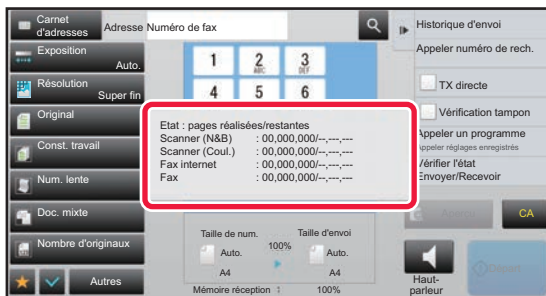 Carnet
d'adresses
Adresse
Numéro de fax
Historique d'envoi
Exposition
Auto.
Appeler numéro de rech.
1
2
ABC
3
DEF
Résolution
Super fin
TX directe
4
5
6
Original
Vérification tampon
Etat : pages réalisées/restantes
Scanner (N&B) : 00,000,000/--,---,---
Scanner (Coul.) : 00,000,000/--,---,---
Fax internet : 00,000,000/--,---,---
Fax : 00,000,000/--,---,---
Appeler un programme
Appeler réglages enregistrés
Const. travail
Vérifier l'état
Envoyer/Recevoir
Num. lente
Doc. mixte
CA
Taille de num.
Taille d'envoi
100%
Auto.
Auto.
A4
A4
Nombre d'originaux
Départ
Autres
Mémoire réception : 100%
Haut-
parleur